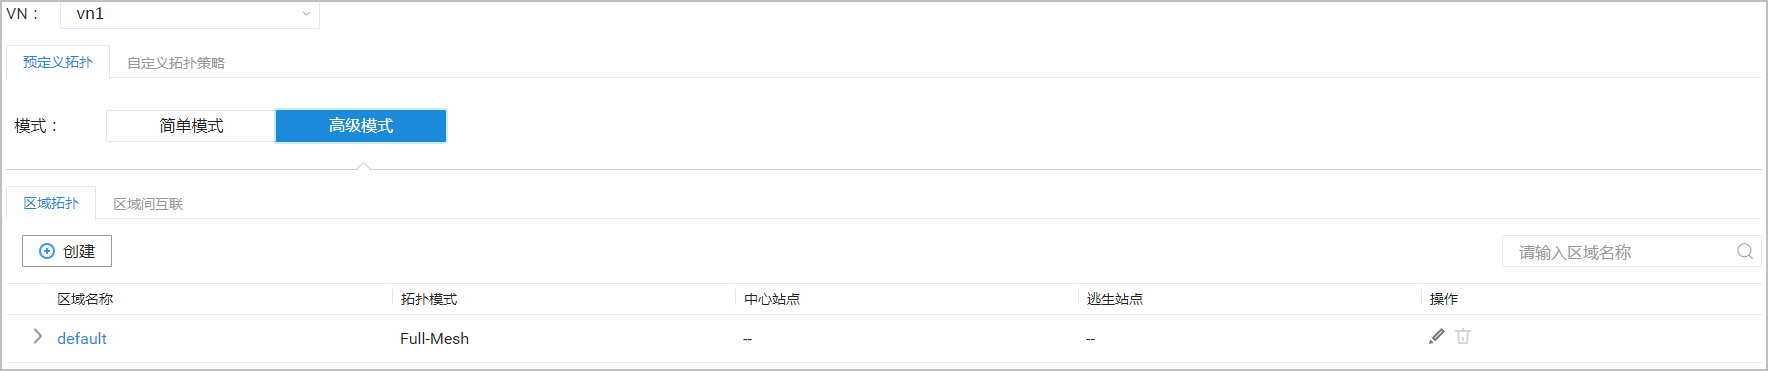 VN： vn1
预定义拓扑 自定义拓扑策略
模式： 简单模式 高级模式
区域拓扑 区域间互联
创建 请输入区域名称
区域名称 拓扑模式 中心站点 逃生站点 操作
default Full-Mesh -- --